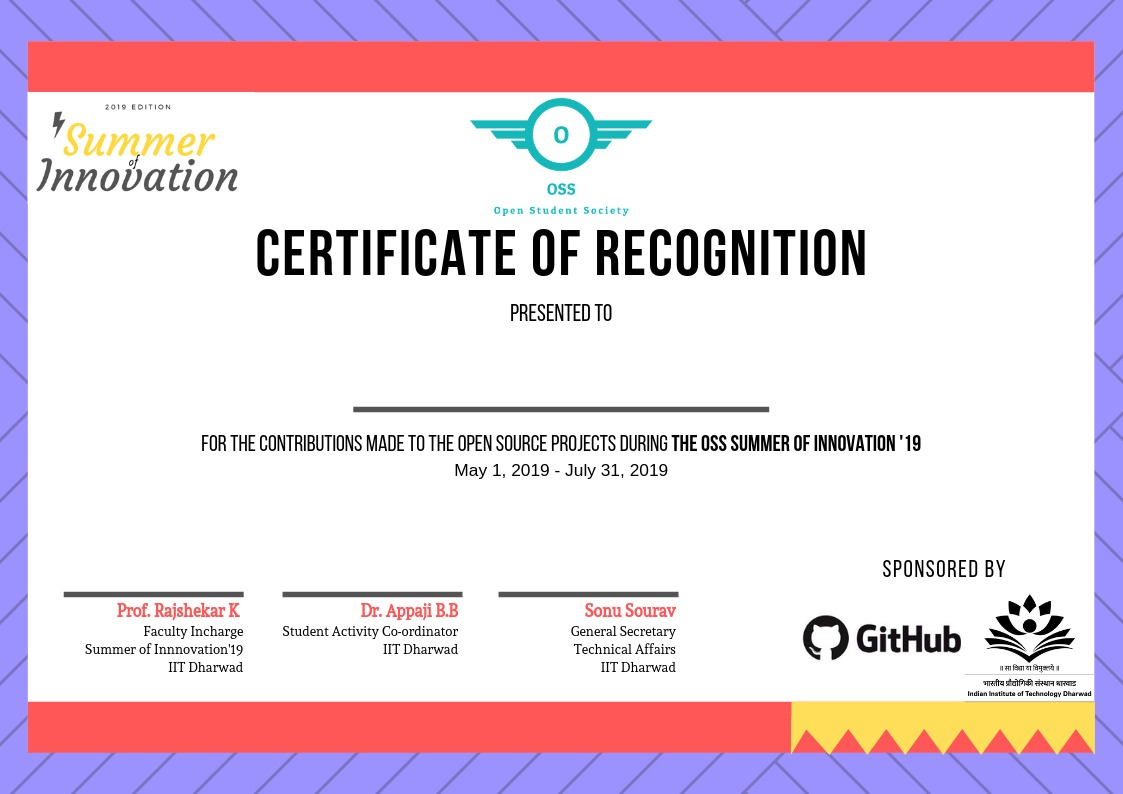 2019 EDITION
Summer
of
Innovation
O
OSS
Open Student Society
CERTIFICATE OF RECOGNITION
PRESENTED TO
FOR THE CONTRIBUTIONS MADE TO THE OPEN SOURCE PROJECTS DURING THE OSS SUMMER OF INNOVATION '19
May 1, 2019 - July 31, 2019
Prof. Rajshekar K
Faculty Incharge
Summer of Innnovation'19
IIT Dharwad
Dr. Appaji B.B
Student Activity Co-ordinator
IIT Dharwad
Sonu Sourav
General Secretary
Technical Affairs
IIT Dharwad
SPONSORED BY
GitHub
॥ सा विद्या या विमुक्तये ॥
भारतीय प्रौद्योगिकी संस्थान धारवाड
Indian Institute of Technology Dharwad